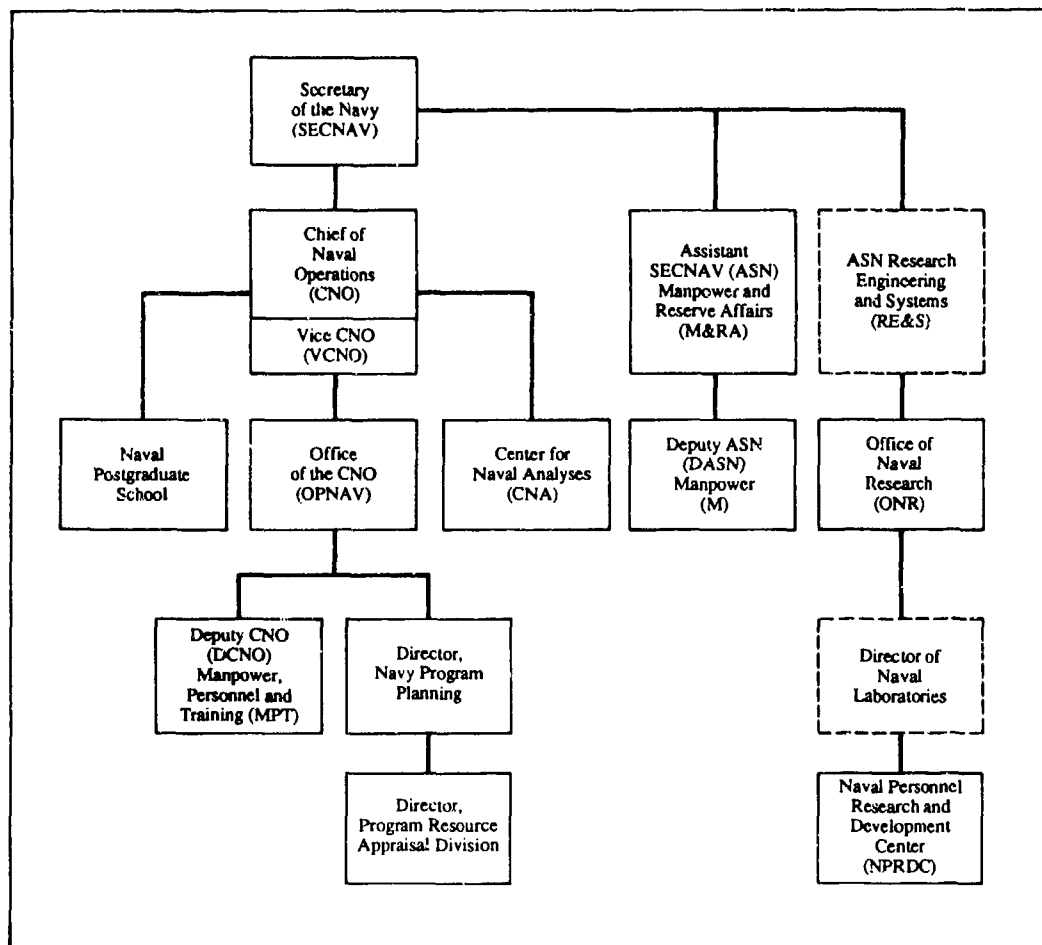 Secretary
of the Navy
(SECNAV)
Chief of
Naval
Operations
(CNO)
Vice CNO
(VCNO)
Assistant
SECNAV (ASN)
Manpower and
Reserve Affairs
(M&RA)
ASN Research
Engineering
and Systems
(RE&S)
Naval
Postgraduate
School
Office
of the CNO
(OPNAV)
Center for
Naval Analyses
(CNA)
Deputy ASN
(DASN)
Manpower
(M)
Office of
Naval
Research
(ONR)
Deputy CNO
(DCNO)
Manpower,
Personnel and
Training (MPT)
Director,
Navy Program
Planning
Director of
Naval
Laboratories
Director,
Program Resource
Appraisal Division
Naval Personnel
Research and
Development
Center
(NPRDC)